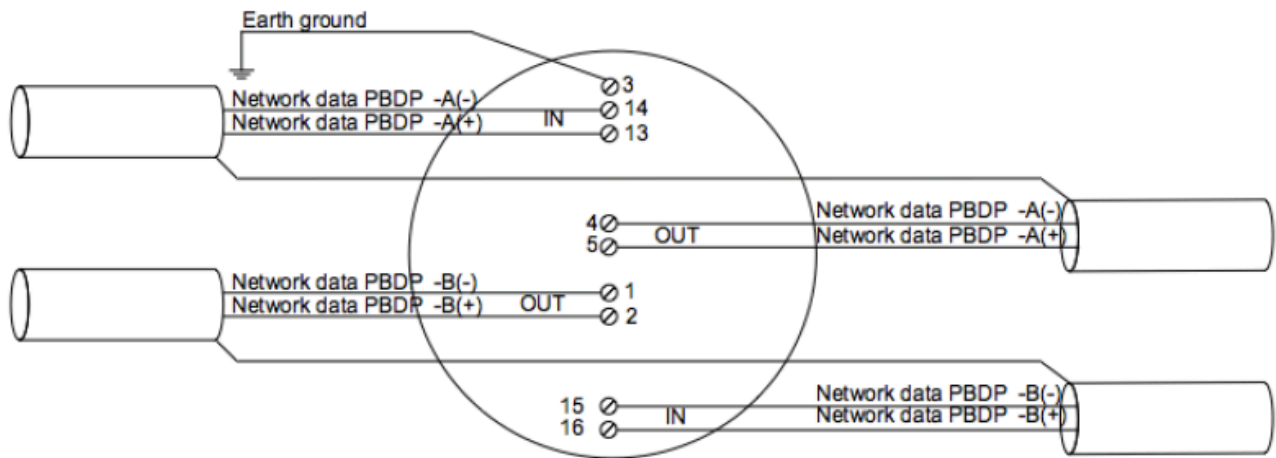 Earth ground
3
Network data PBDP -A(-)
14
Network data PBDP -A(+)
IN
13
Network data PBDP -A(-)
4
OUT
Network data PBDP -A(+)
5
Network data PBDP -B(-)
1
Network data PBDP -B(+)
OUT
2
Network data PBDP -B(-)
15
IN
Network data PBDP -B(+)
16